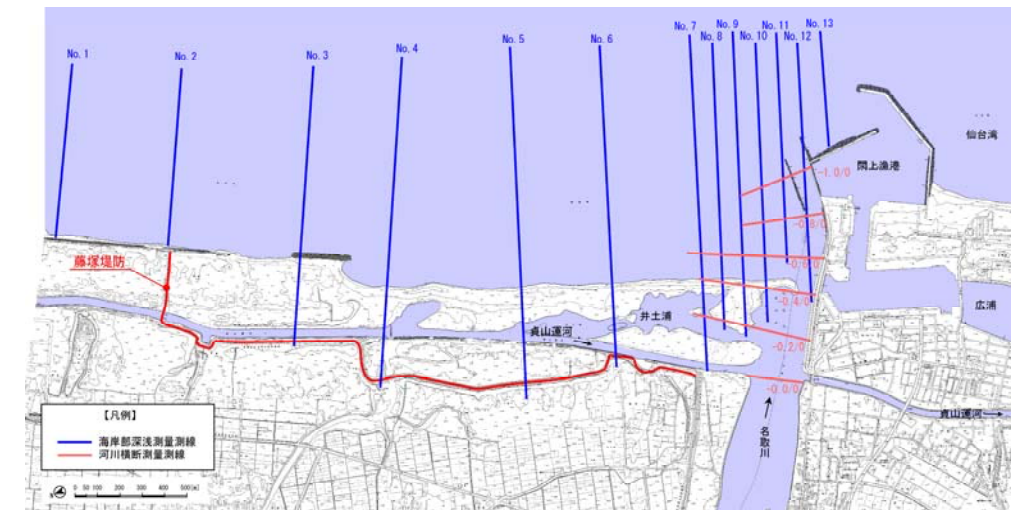 No. 1
No. 2
No. 3
No. 4
No. 5
No. 6
No. 7
No. 8
No. 9
No. 10
No. 11
No. 12
No. 13
仙台湾
閖上漁港
-1.0/0
-0.8/0
-0.4/0
-0.2/0
-0.0/0
藤塚堤防
井土浦
広浦
貞山運河
貞山運河
名取川
【凡例】
海岸部深浅測量測線
河川横断測量測線
N
0 50 100 200 300 400 500[m]